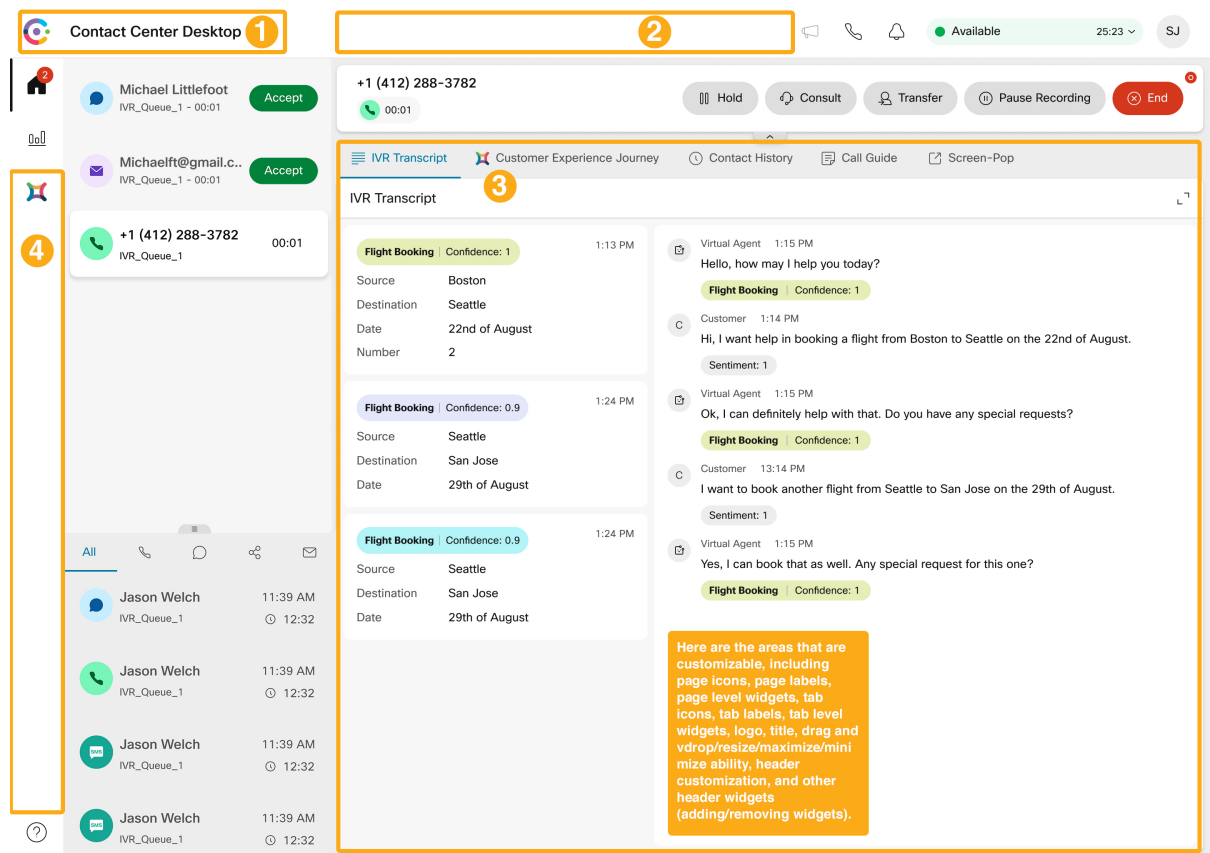 Contact Center Desktop
1
2
Available
25:23
SJ
2
Michael Littlefoot
IVR_Queue_1 - 00:01
Accept
Michaelft@gmail.c..
IVR_Queue_1 - 00:01
Accept
+1 (412) 288-3782
IVR_Queue_1
00:01
4
All
Jason Welch
11:39 AM
IVR_Queue_1
12:32
Jason Welch
11:39 AM
IVR_Queue_1
12:32
SMS
Jason Welch
11:39 AM
IVR_Queue_1
12:32
SMS
Jason Welch
11:39 AM
IVR_Queue_1
12:32
?
+1 (412) 288-3782
00:01
Hold
Consult
Transfer
Pause Recording
End
IVR Transcript
Customer Experience Journey
Contact History
Call Guide
Screen-Pop
3
IVR Transcript
Flight Booking | Confidence: 1
1:13 PM
Source Boston
Destination Seattle
Date 22nd of August
Number 2
Flight Booking | Confidence: 0.9
1:24 PM
Source Seattle
Destination San Jose
Date 29th of August
Flight Booking | Confidence: 0.9
1:24 PM
Source Seattle
Destination San Jose
Date 29th of August
Virtual Agent 1:15 PM
Hello, how may I help you today?
Flight Booking | Confidence: 1
C
Customer 1:14 PM
Hi, I want help in booking a flight from Boston to Seattle on the 22nd of August.
Sentiment: 1
Virtual Agent 1:15 PM
Ok, I can definitely help with that. Do you have any special requests?
Flight Booking | Confidence: 1
C
Customer 13:14 PM
I want to book another flight from Seattle to San Jose on the 29th of August.
Sentiment: 1
Virtual Agent 1:15 PM
Yes, I can book that as well. Any special request for this one?
Flight Booking | Confidence: 1
Here are the areas that are
customizable, including
page icons, page labels,
page level widgets, tab
icons, tab labels, tab level
widgets, logo, title, drag and
vdrop/resize/maximize/mini
mize ability, header
customization, and other
header widgets
(adding/removing widgets).